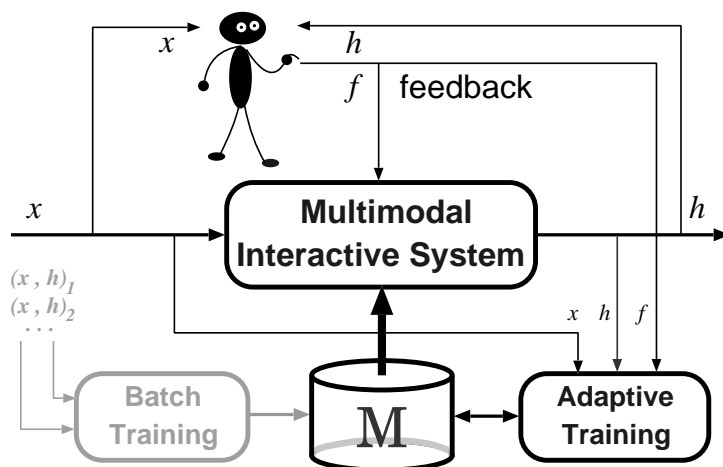 x
h
f feedback
x
Multimodal
Interactive System
h
(x , h)1
(x , h)2
. . .
x h f
Batch
Training
M
Adaptive
Training